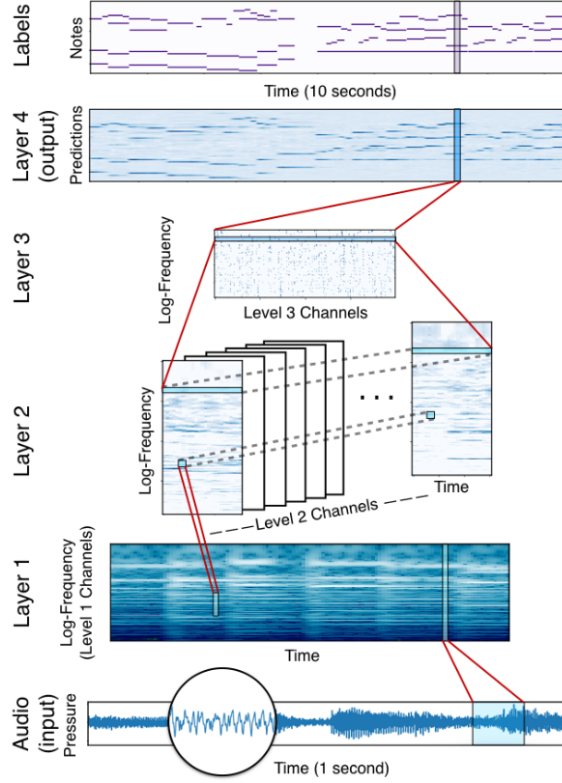 Labels
Notes
Time (10 seconds)
Layer 4
(output)
Predictions
Layer 3
Log-Frequency
Level 3 Channels
Layer 2
Log-Frequency
. . .
Time
Level 2 Channels
Layer 1
Log-Frequency
(Level 1 Channels)
Time
Audio
(input)
Pressure
Time (1 second)